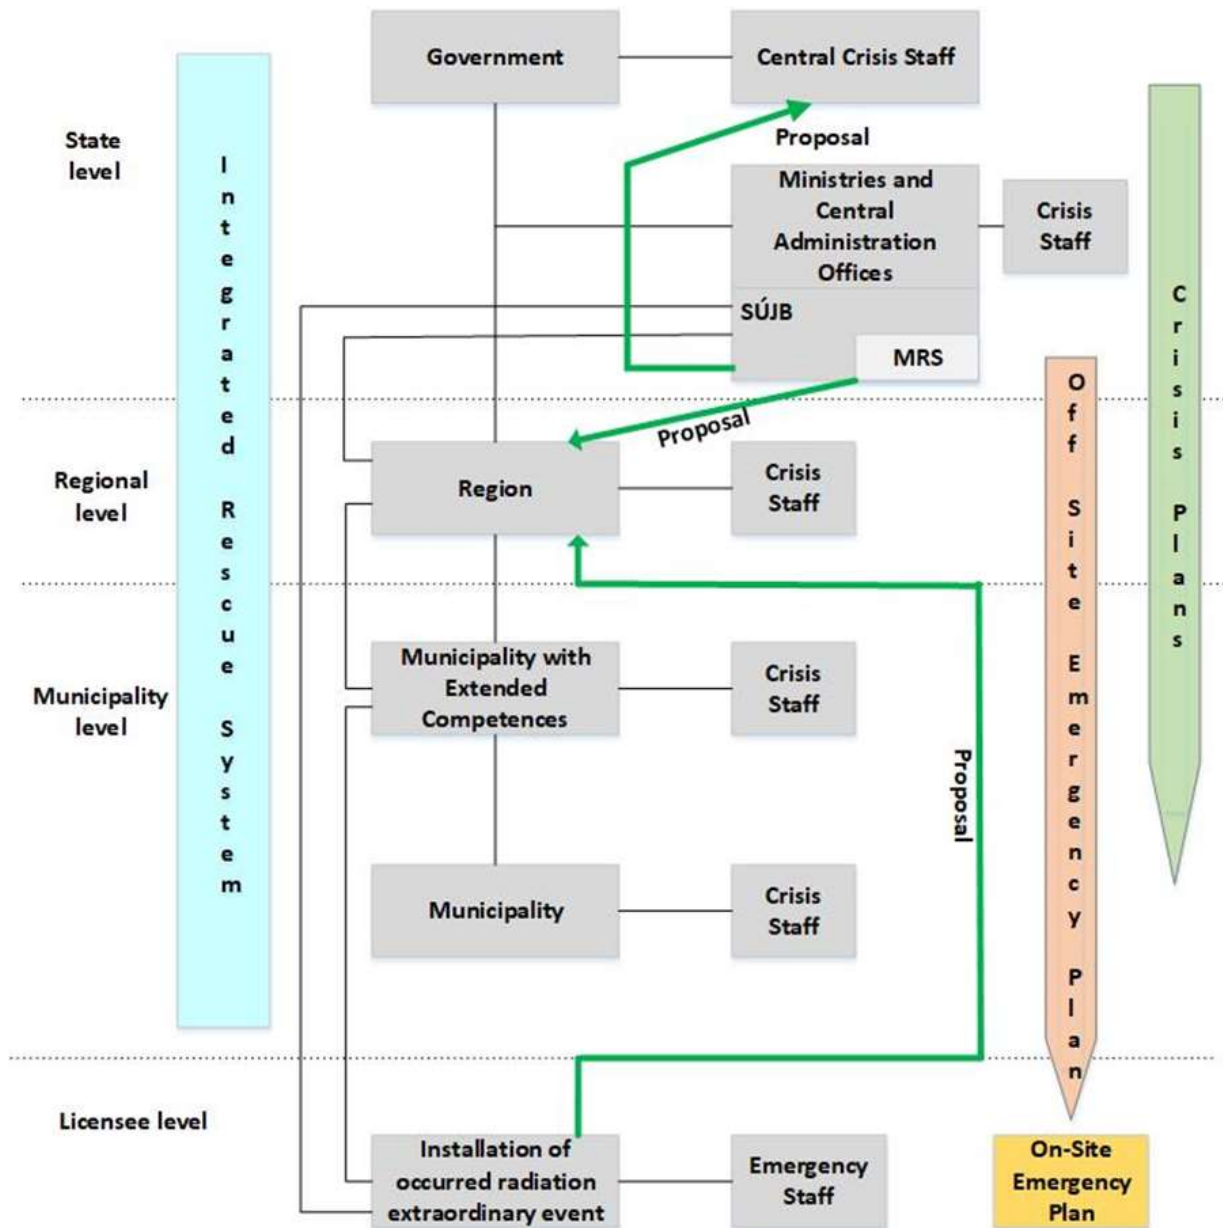 Government
Central Crisis Staff
State
level
Proposal
Ministries and
Central
Administration
Offices
Crisis
Staff
SÚJB
MRS
Proposal
Regional
level
Region
Crisis
Staff
Municipality
level
Municipality with
Extended
Competences
Crisis
Staff
Proposal
Municipality
Crisis
Staff
Licensee level
Installation of
occurred radiation
extraordinary event
Emergency
Staff
On-Site
Emergency
Plan
Integrated Rescue System
Off Site Emergency Plan
Crisis Plans